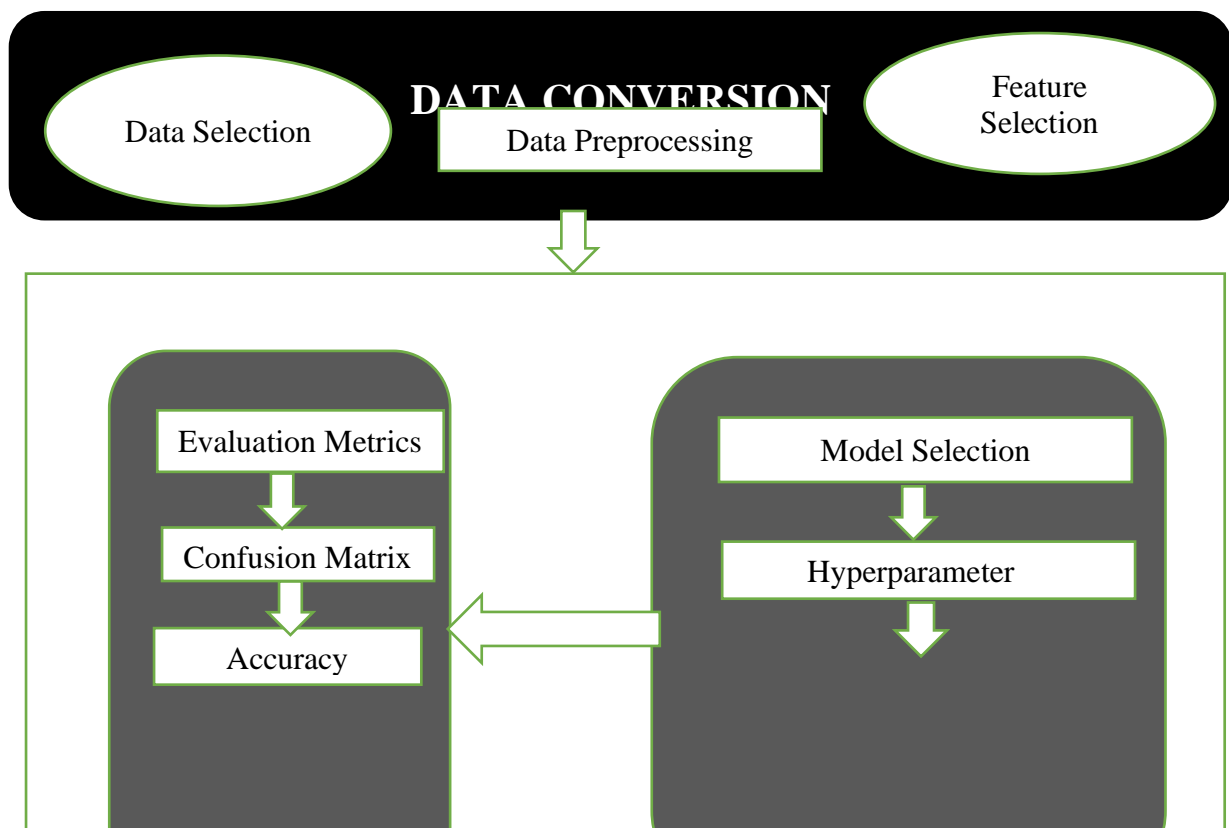 DATA CONVERSION
Data Selection
Data Preprocessing
Feature
Selection
Evaluation Metrics
Confusion Matrix
Accuracy
Model Selection
Hyperparameter